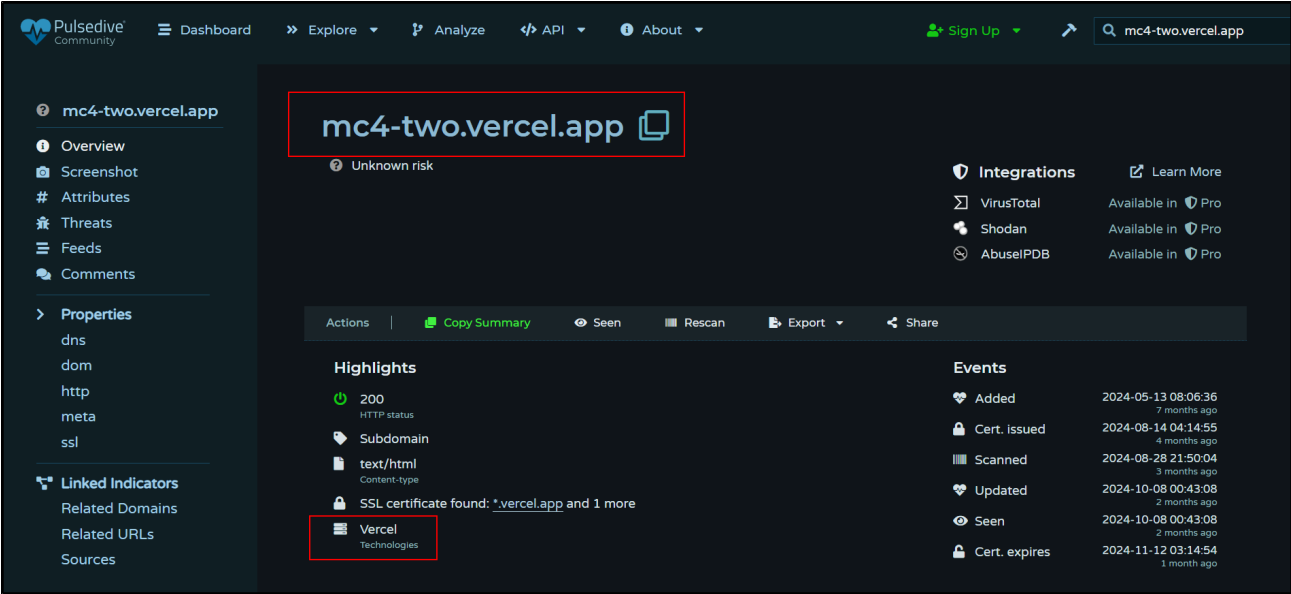 Pulsedive
Community
Dashboard
Explore
Analyze
</> API
About
Sign Up
mc4-two.vercel.app
mc4-two.vercel.app
Overview
Screenshot
# Attributes
Threats
Feeds
Comments
Properties
dns
dom
http
meta
ssl
Linked Indicators
Related Domains
Related URLs
Sources
mc4-two.vercel.app
Unknown risk
Integrations
Learn More
VirusTotal
Available in Pro
Shodan
Available in Pro
AbuseIPDB
Available in Pro
Actions
Copy Summary
Seen
Rescan
Export
Share
Highlights
200
HTTP status
Subdomain
text/html
Content-type
SSL certificate found: *.vercel.app and 1 more
Vercel
Technologies
Events
Added
2024-05-13 08:06:36
7 months ago
Cert. issued
2024-08-14 04:14:55
4 months ago
Scanned
2024-08-28 21:50:04
3 months ago
Updated
2024-10-08 00:43:08
2 months ago
Seen
2024-10-08 00:43:08
2 months ago
Cert. expires
2024-11-12 03:14:54
1 month ago